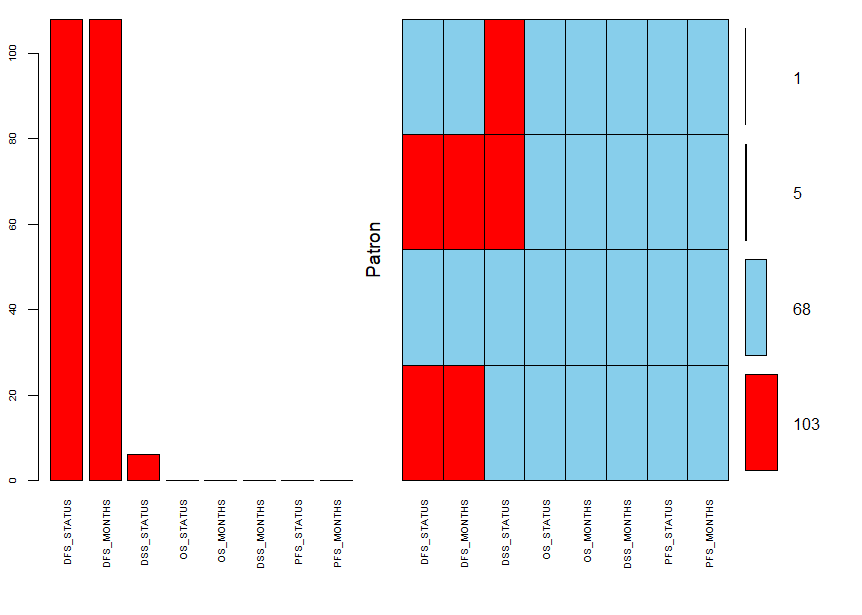 100
80
60
40
20
0
DFS_STATUS
DFS_MONTHS
DSS_STATUS
OS_STATUS
OS_MONTHS
DSS_MONTHS
PFS_STATUS
PFS_MONTHS
Patron
DFS_STATUS
DFS_MONTHS
DSS_STATUS
OS_STATUS
OS_MONTHS
DSS_MONTHS
PFS_STATUS
PFS_MONTHS
1
5
68
103